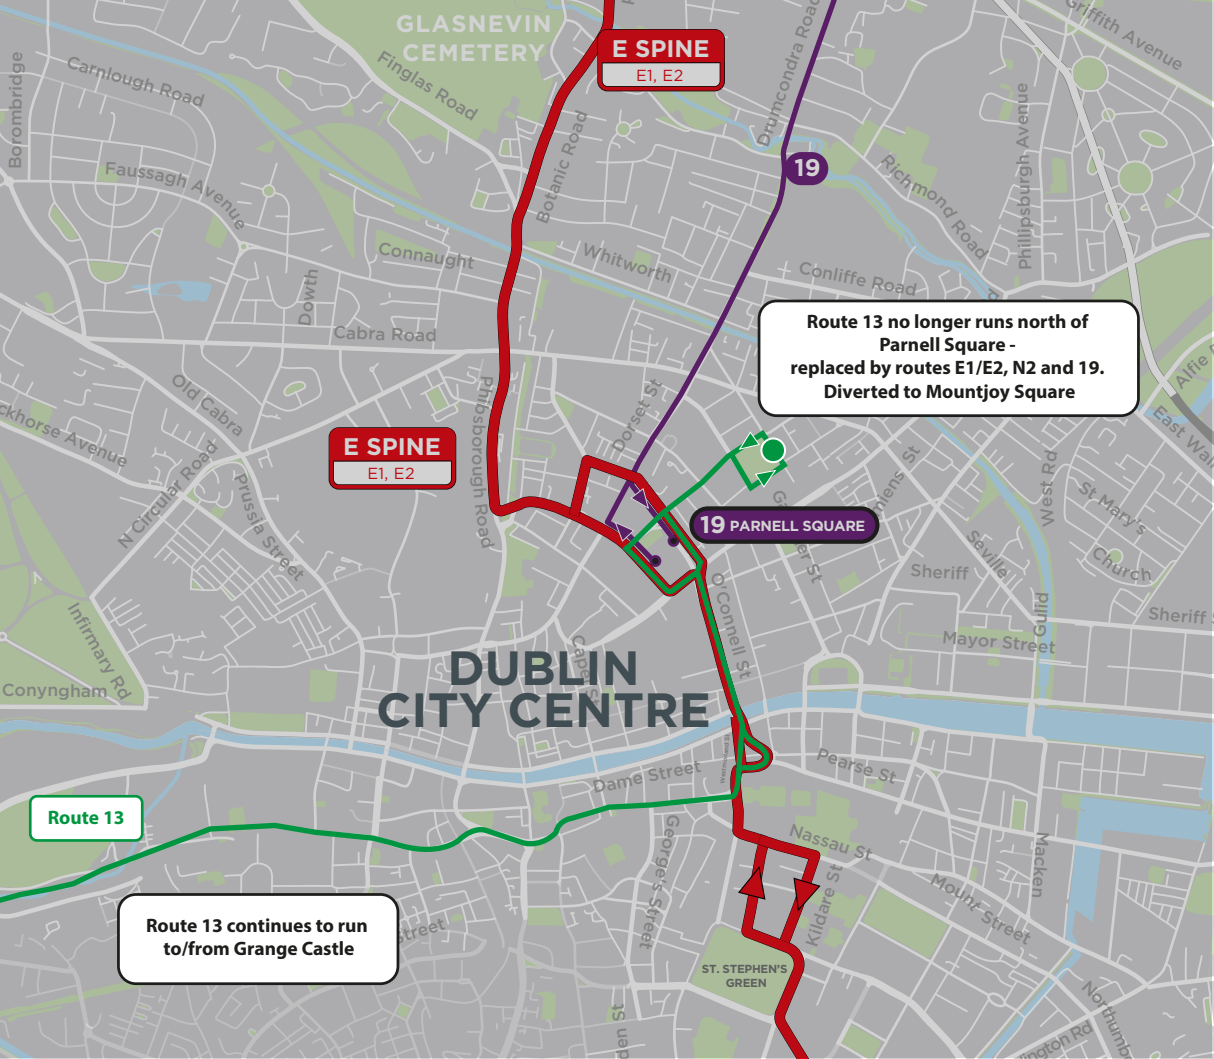 GLASNEVIN
CEMETERY
E SPINE
E1, E2
Drumcondra Road
Griffith Avenue
Carnlough Road
Finglas Road
Borombridge
Botanic Road
19
Phillipsburgh Avenue
Richmond Road
Faussagh Avenue
Connaught
Whitworth
Conliffe Road
Dowth
Cabra Road
Route 13 no longer runs north of
Parnell Square -
replaced by routes E1/E2, N2 and 19.
Diverted to Mountjoy Square
Alfie
Old Cabra
Phibsborough Road
Dorset St
East Wall
ckhorse Avenue
E SPINE
E1, E2
N Circular Road
Prussia Street
West Rd
St Mary's
19 PARNELL SQUARE
Seville
Church
Sheriff
Infirmary Rd
O'Connell St
Guild
Sheriff
Mayor Street
DUBLIN
CITY CENTRE
Conyngham
Westmoreland St
Dame Street
Pearse St
Route 13
George's Street
Nassau St
Macken
Kildare St
Mount Street
Route 13 continues to run
to/from Grange Castle
Street
ST. STEPHEN'S
GREEN
Northumb
den St
ington Rd